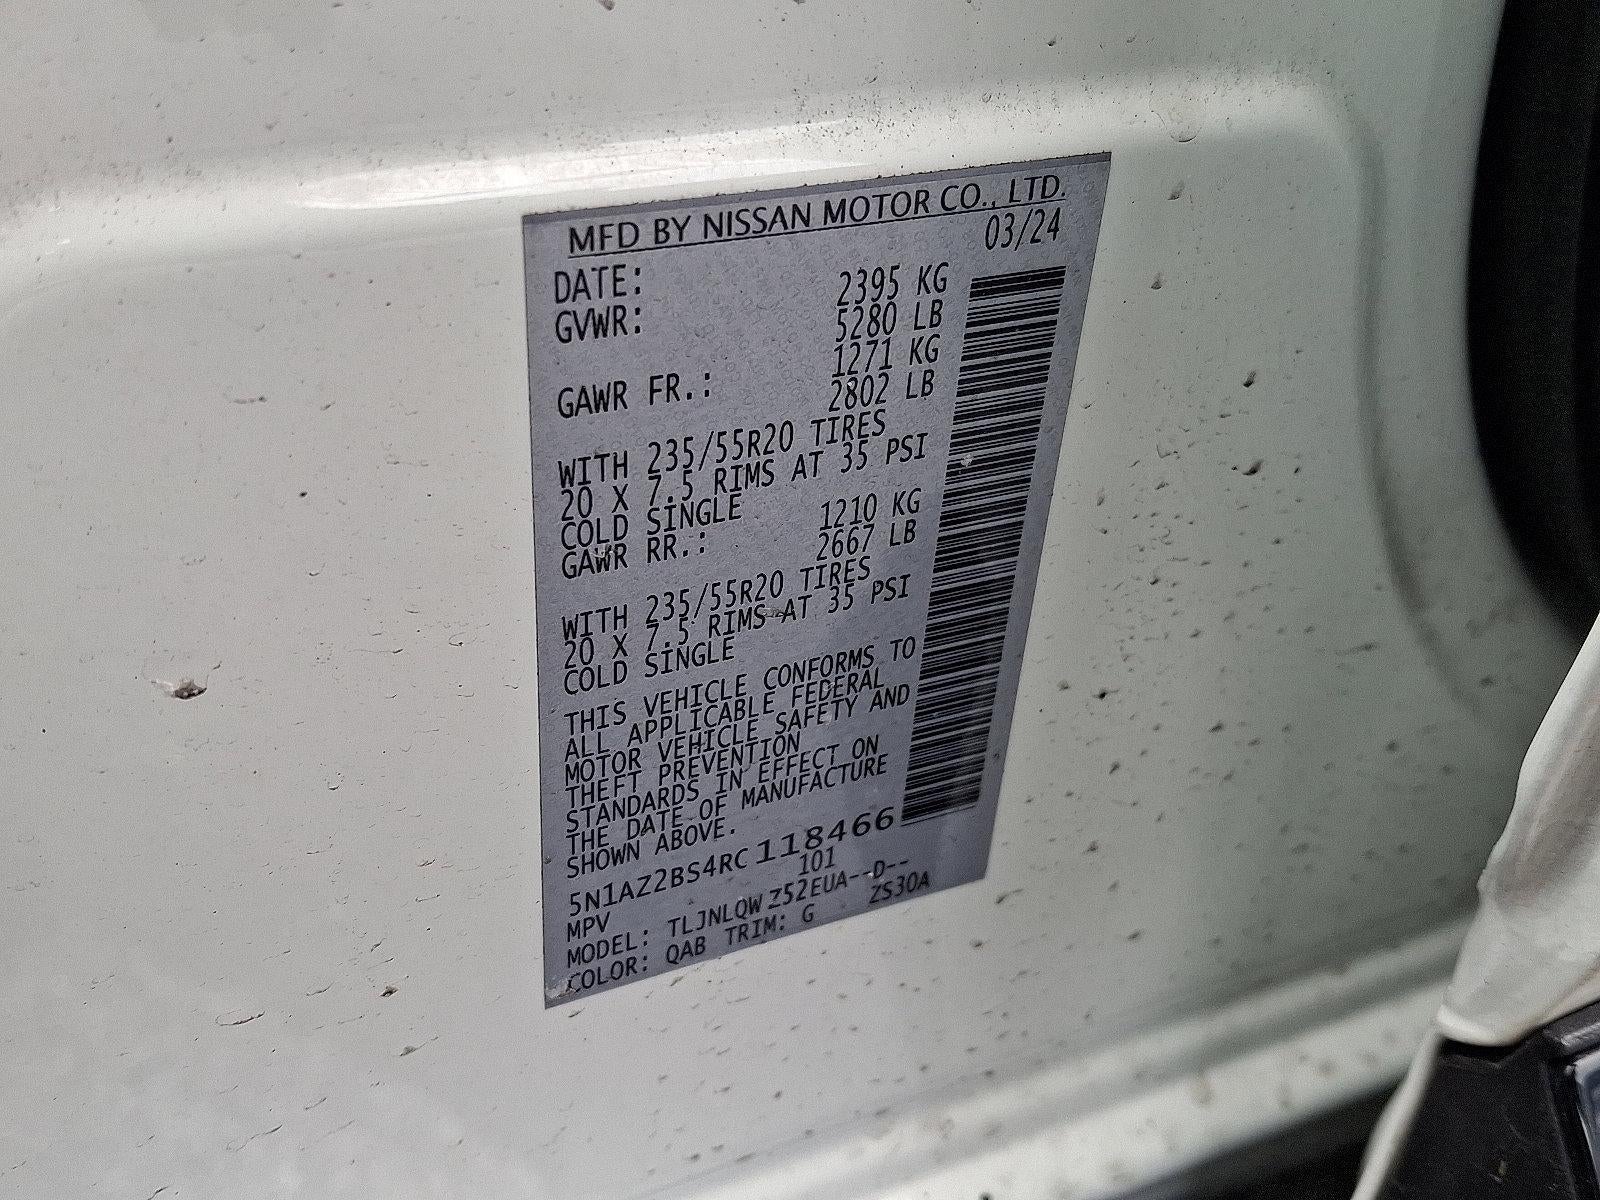 MFD BY NISSAN MOTOR CO., LTD.
DATE: 03/24
GVWR: 2395 KG
5280 LB
GAWR FR.: 1271 KG
2802 LB
WITH 235/55R20 TIRES
20 X 7.5 RIMS AT 35 PSI
COLD SINGLE
GAWR RR.: 1210 KG
2667 LB
WITH 235/55R20 TIRES
20 X 7.5 RIMS AT 35 PSI
COLD SINGLE
THIS VEHICLE CONFORMS TO
ALL APPLICABLE FEDERAL
MOTOR VEHICLE SAFETY AND
THEFT PREVENTION
STANDARDS IN EFFECT ON
THE DATE OF MANUFACTURE
SHOWN ABOVE.
5N1AZ2BS4RC118466
MPV 101
MODEL: TLJNLQWZ52EUA--D--
COLOR: QAB TRIM: G ZS30A